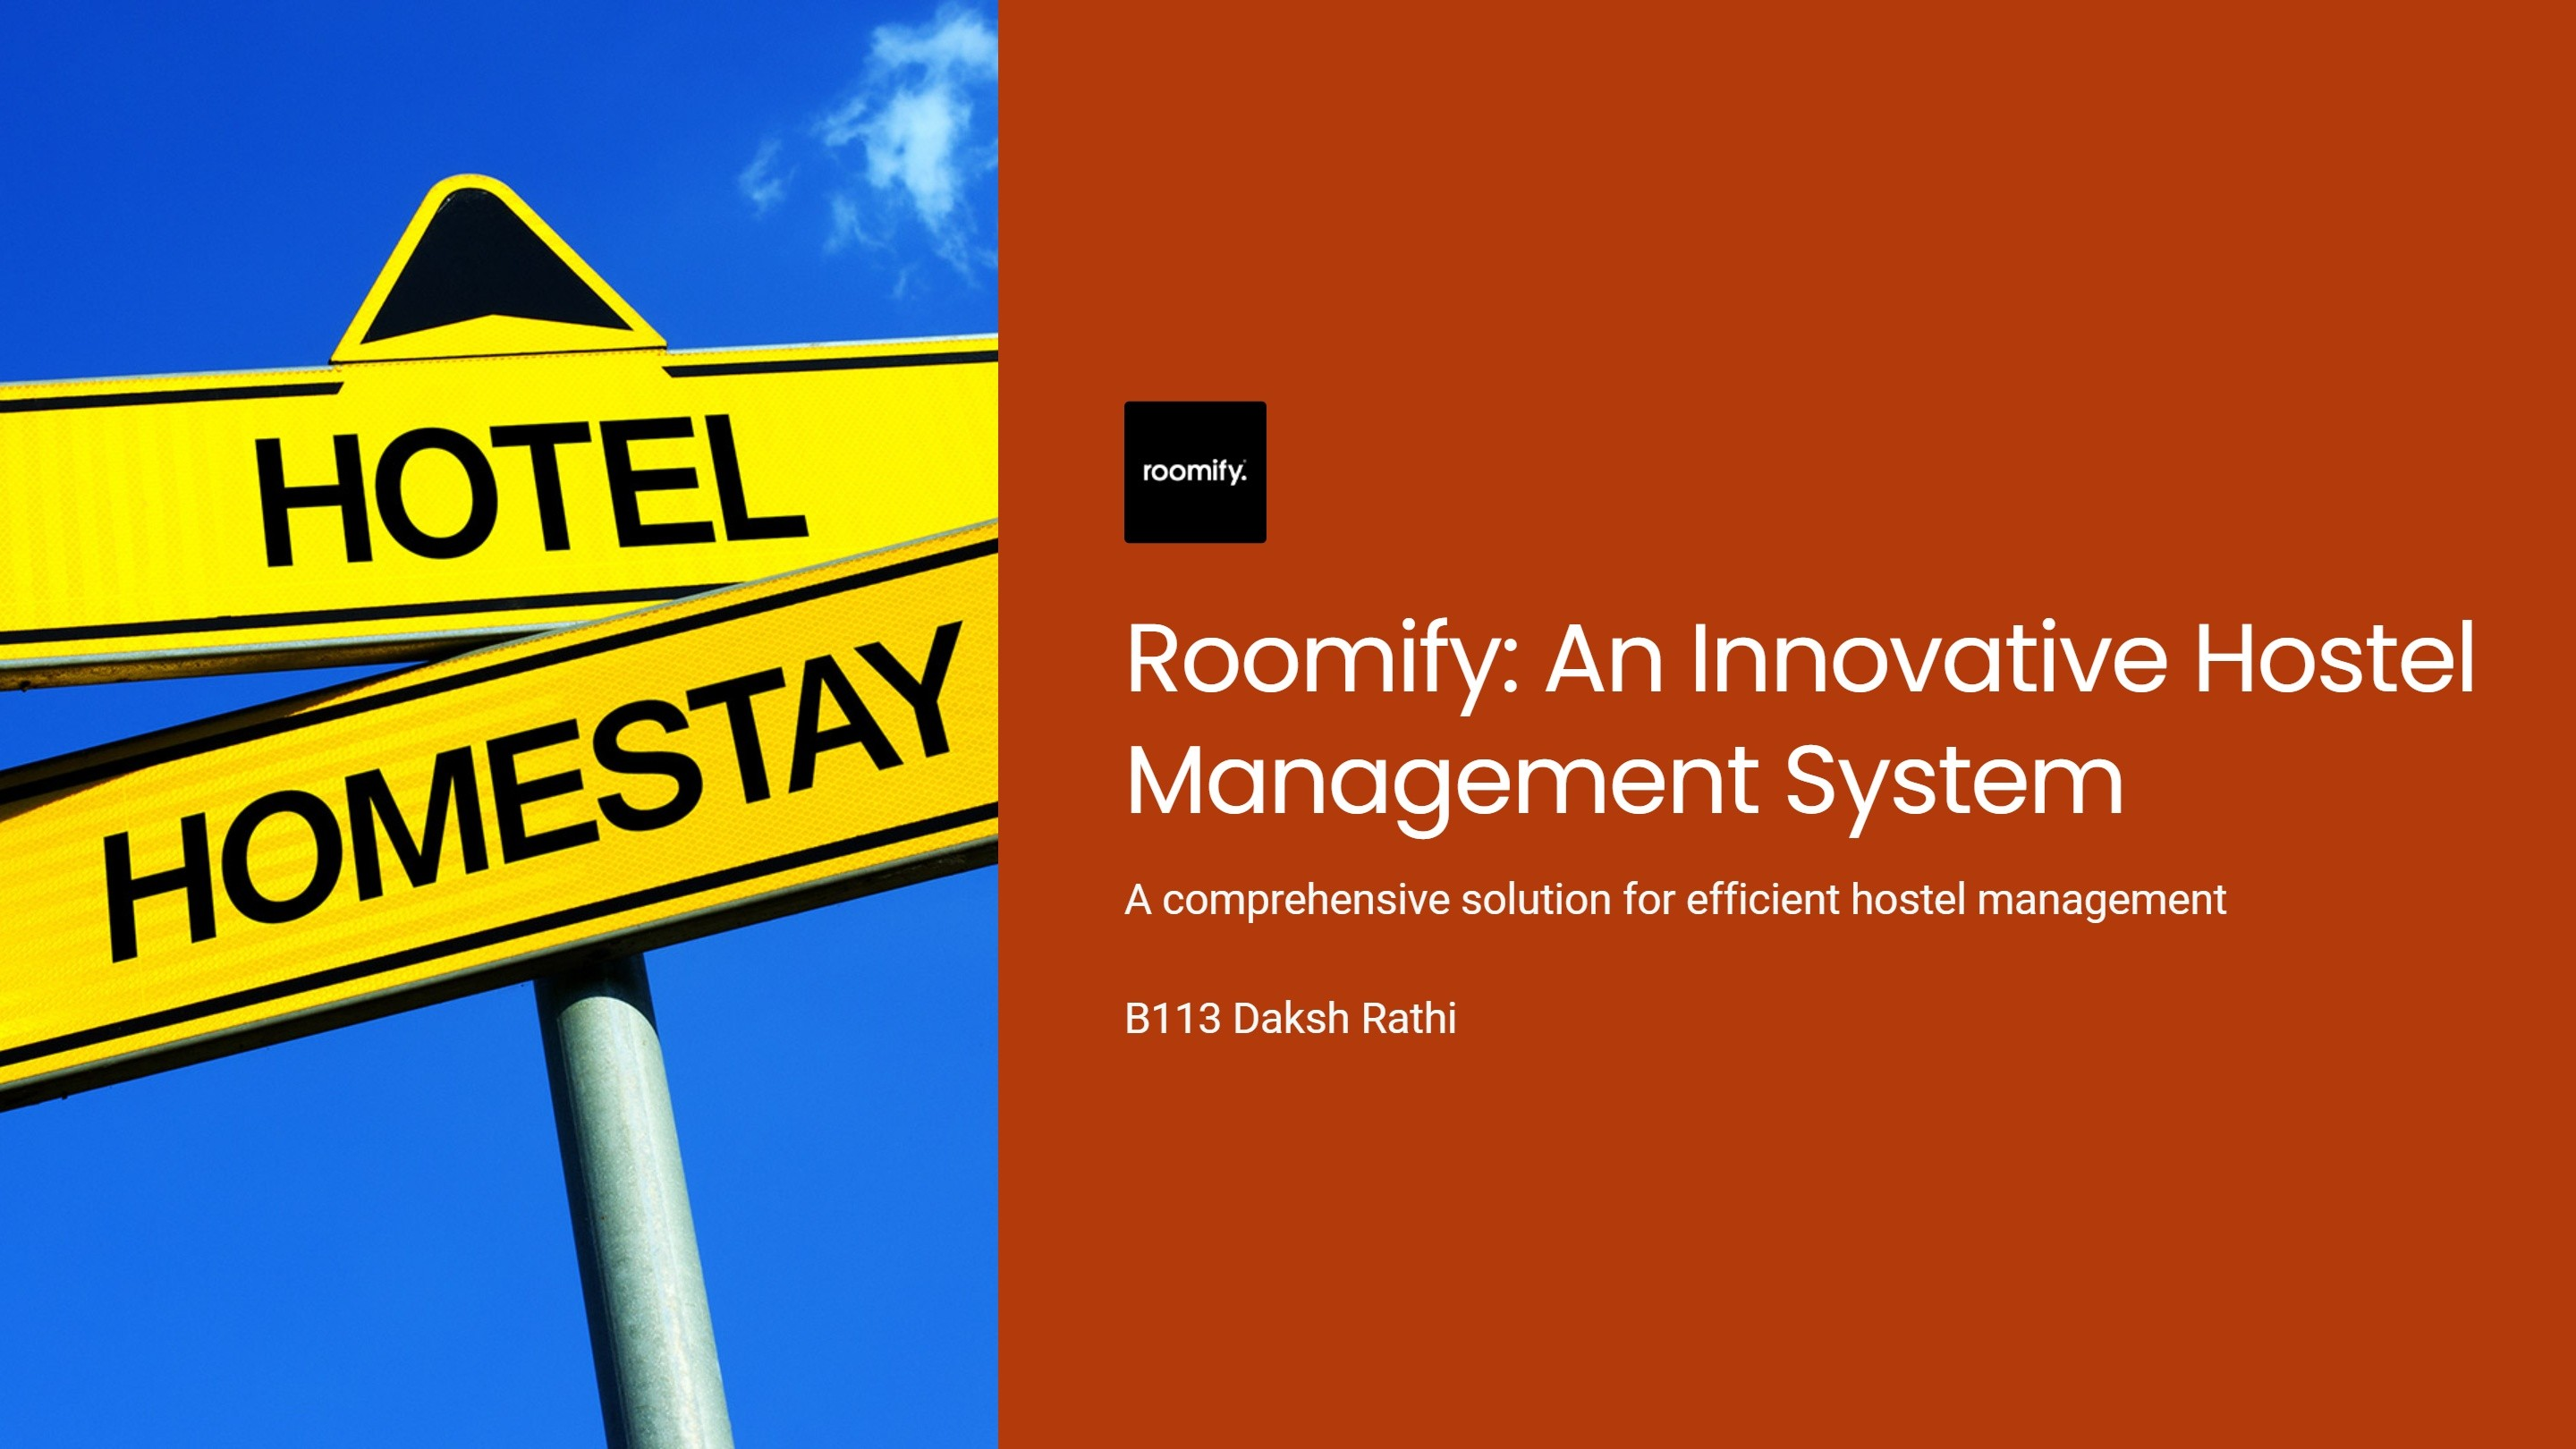 HOTEL
HOMESTAY
roomify.
Roomify: An Innovative Hostel
Management System
A comprehensive solution for efficient hostel management
B113 Daksh Rathi